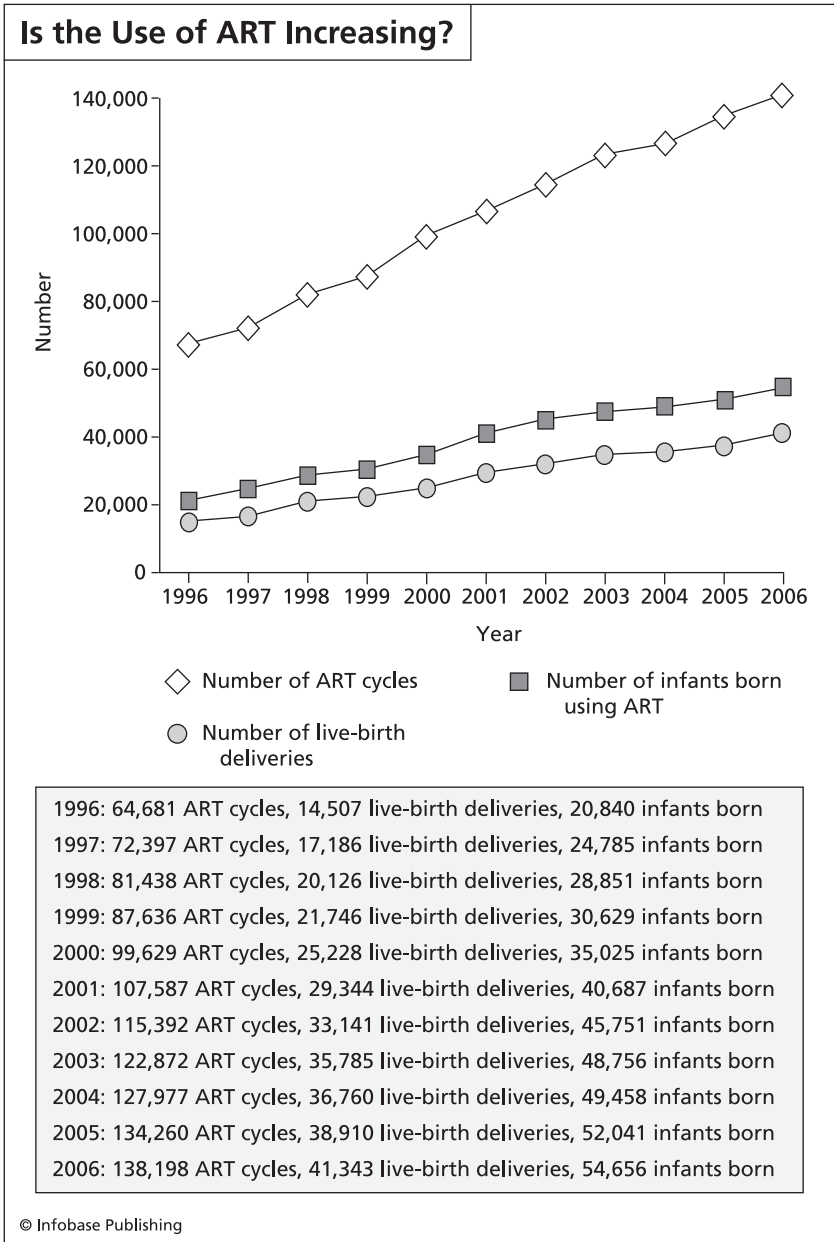 Is the Use of ART Increasing?
140,000
120,000
100,000
80,000
60,000
40,000
20,000
0
Number
1996 1997 1998 1999 2000 2001 2002 2003 2004 2005 2006
Year
Number of ART cycles
Number of infants born
using ART
Number of live-birth
deliveries
1996: 64,681 ART cycles, 14,507 live-birth deliveries, 20,840 infants born
1997: 72,397 ART cycles, 17,186 live-birth deliveries, 24,785 infants born
1998: 81,438 ART cycles, 20,126 live-birth deliveries, 28,851 infants born
1999: 87,636 ART cycles, 21,746 live-birth deliveries, 30,629 infants born
2000: 99,629 ART cycles, 25,228 live-birth deliveries, 35,025 infants born
2001: 107,587 ART cycles, 29,344 live-birth deliveries, 40,687 infants born
2002: 115,392 ART cycles, 33,141 live-birth deliveries, 45,751 infants born
2003: 122,872 ART cycles, 35,785 live-birth deliveries, 48,756 infants born
2004: 127,977 ART cycles, 36,760 live-birth deliveries, 49,458 infants born
2005: 134,260 ART cycles, 38,910 live-birth deliveries, 52,041 infants born
2006: 138,198 ART cycles, 41,343 live-birth deliveries, 54,656 infants born
© Infobase Publishing